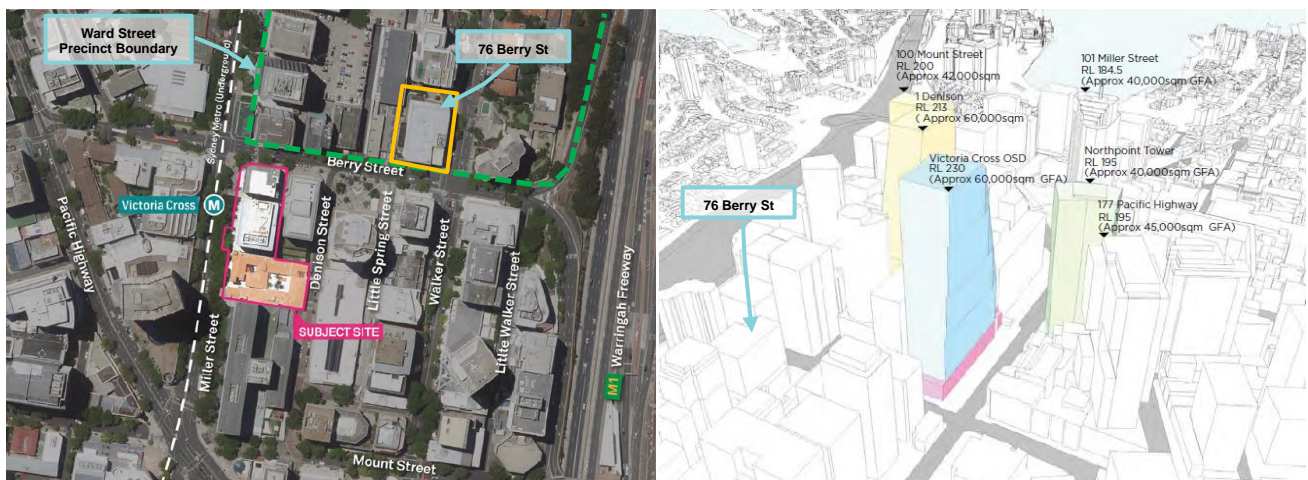 Ward Street
Precinct Boundary
Sydney Metro (Underground)
76 Berry St
Berry Street
Victoria Cross
M
Pacific Highway
Miller Street
Denison Street
Little Spring Street
Walker Street
Little Walker Street
Warringah Freeway
M1
SUBJECT SITE
Mount Street
100 Mount Street
RL 200
(Approx 42,000sqm
1 Denison
RL 213
( Approx 60,000sqm
Victoria Cross OSD
RL 230
(Approx 60,000sqm GFA)
101 Miller Street
RL 184.5
(Approx 40,000sqm GFA)
Northpoint Tower
RL 195
(Approx 40,000sqm GFA)
177 Pacific Highway
RL 195
(Approx 45,000sqm GFA)
76 Berry St